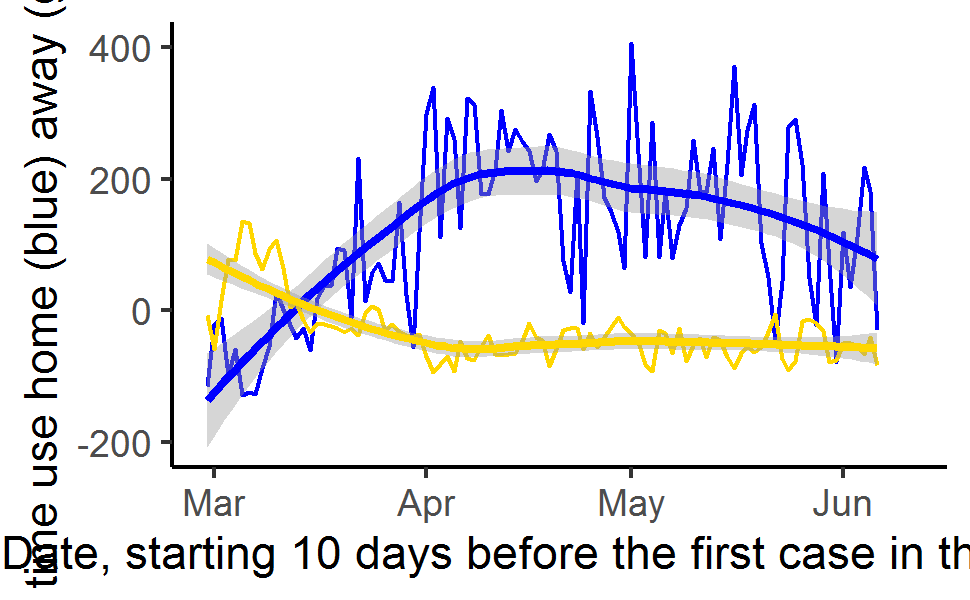 time use home (blue) away (
400
200
0
-200
Mar Apr May Jun
Date, starting 10 days before the first case in th